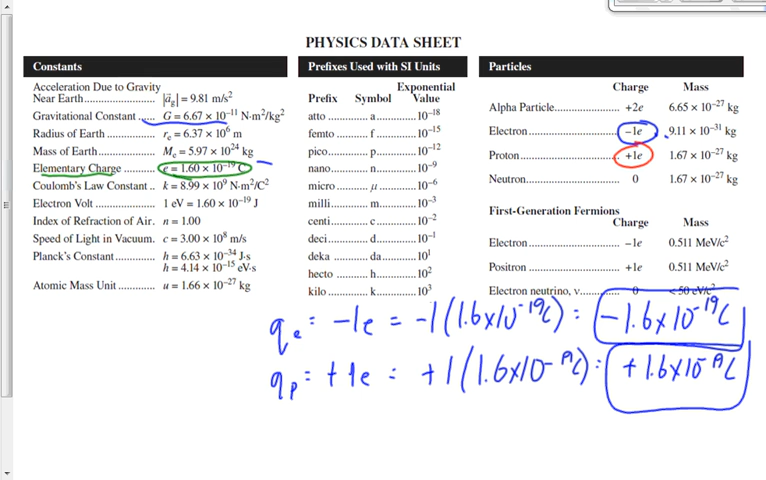 PHYSICS DATA SHEET
Constants
Acceleration Due to Gravity
Near Earth.................... |a⃗g| = 9.81 m/s²
Gravitational Constant ..... G = 6.67 × 10⁻¹¹ N·m²/kg²
Radius of Earth ............... rₑ = 6.37 × 10⁶ m
Mass of Earth .................. Mₑ = 5.97 × 10²⁴ kg
Elementary Charge .......... e = 1.60 × 10⁻¹⁹ C
Coulomb's Law Constant .. k = 8.99 × 10⁹ N·m²/C²
Electron Volt ................... 1 eV = 1.60 × 10⁻¹⁹ J
Index of Refraction of Air. n = 1.00
Speed of Light in Vacuum. c = 3.00 × 10⁸ m/s
Planck's Constant ............. h = 6.63 × 10⁻³⁴ J·s
h = 4.14 × 10⁻¹⁵ eV·s
Atomic Mass Unit ............ u = 1.66 × 10⁻²⁷ kg
Prefixes Used with SI Units
Exponential
Prefix Symbol Value
atto ............ a ............ 10⁻¹⁸
femto ......... f ............ 10⁻¹⁵
pico ............ p ............ 10⁻¹²
nano ........... n ............ 10⁻⁹
micro ......... μ ............ 10⁻⁶
milli ........... m ............ 10⁻³
centi ........... c ............ 10⁻²
deci ............ d ............ 10⁻¹
deka ........... da ........... 10¹
hecto .......... h ............ 10²
kilo ............ k ............ 10³
Particles
Charge Mass
Alpha Particle .................. +2e 6.65 × 10⁻²⁷ kg
Electron .......................... –1e 9.11 × 10⁻³¹ kg
Proton ............................. +1e 1.67 × 10⁻²⁷ kg
Neutron ........................... 0 1.67 × 10⁻²⁷ kg
First-Generation Fermions
Charge Mass
Electron .......................... –1e 0.511 MeV/c²
Positron ........................... +1e 0.511 MeV/c²
Electron neutrino, ν .......... 0 < 50 eV/c²
qₑ = -1e = -1(1.6x10⁻¹⁹C) = -1.6x10⁻¹⁹C
qₚ = +1e = +1(1.6x10⁻¹⁹C) = +1.6x10⁻¹⁹C